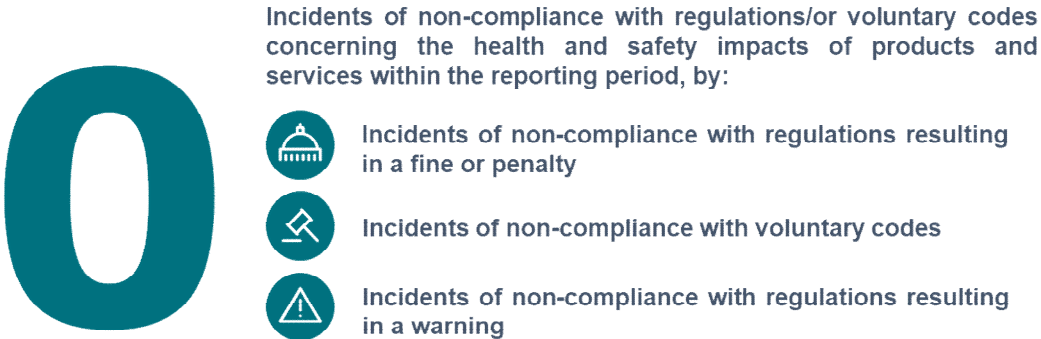 0
Incidents of non-compliance with regulations/or voluntary codes
concerning the health and safety impacts of products and
services within the reporting period, by:
Incidents of non-compliance with regulations resulting
in a fine or penalty
Incidents of non-compliance with voluntary codes
Incidents of non-compliance with regulations resulting
in a warning